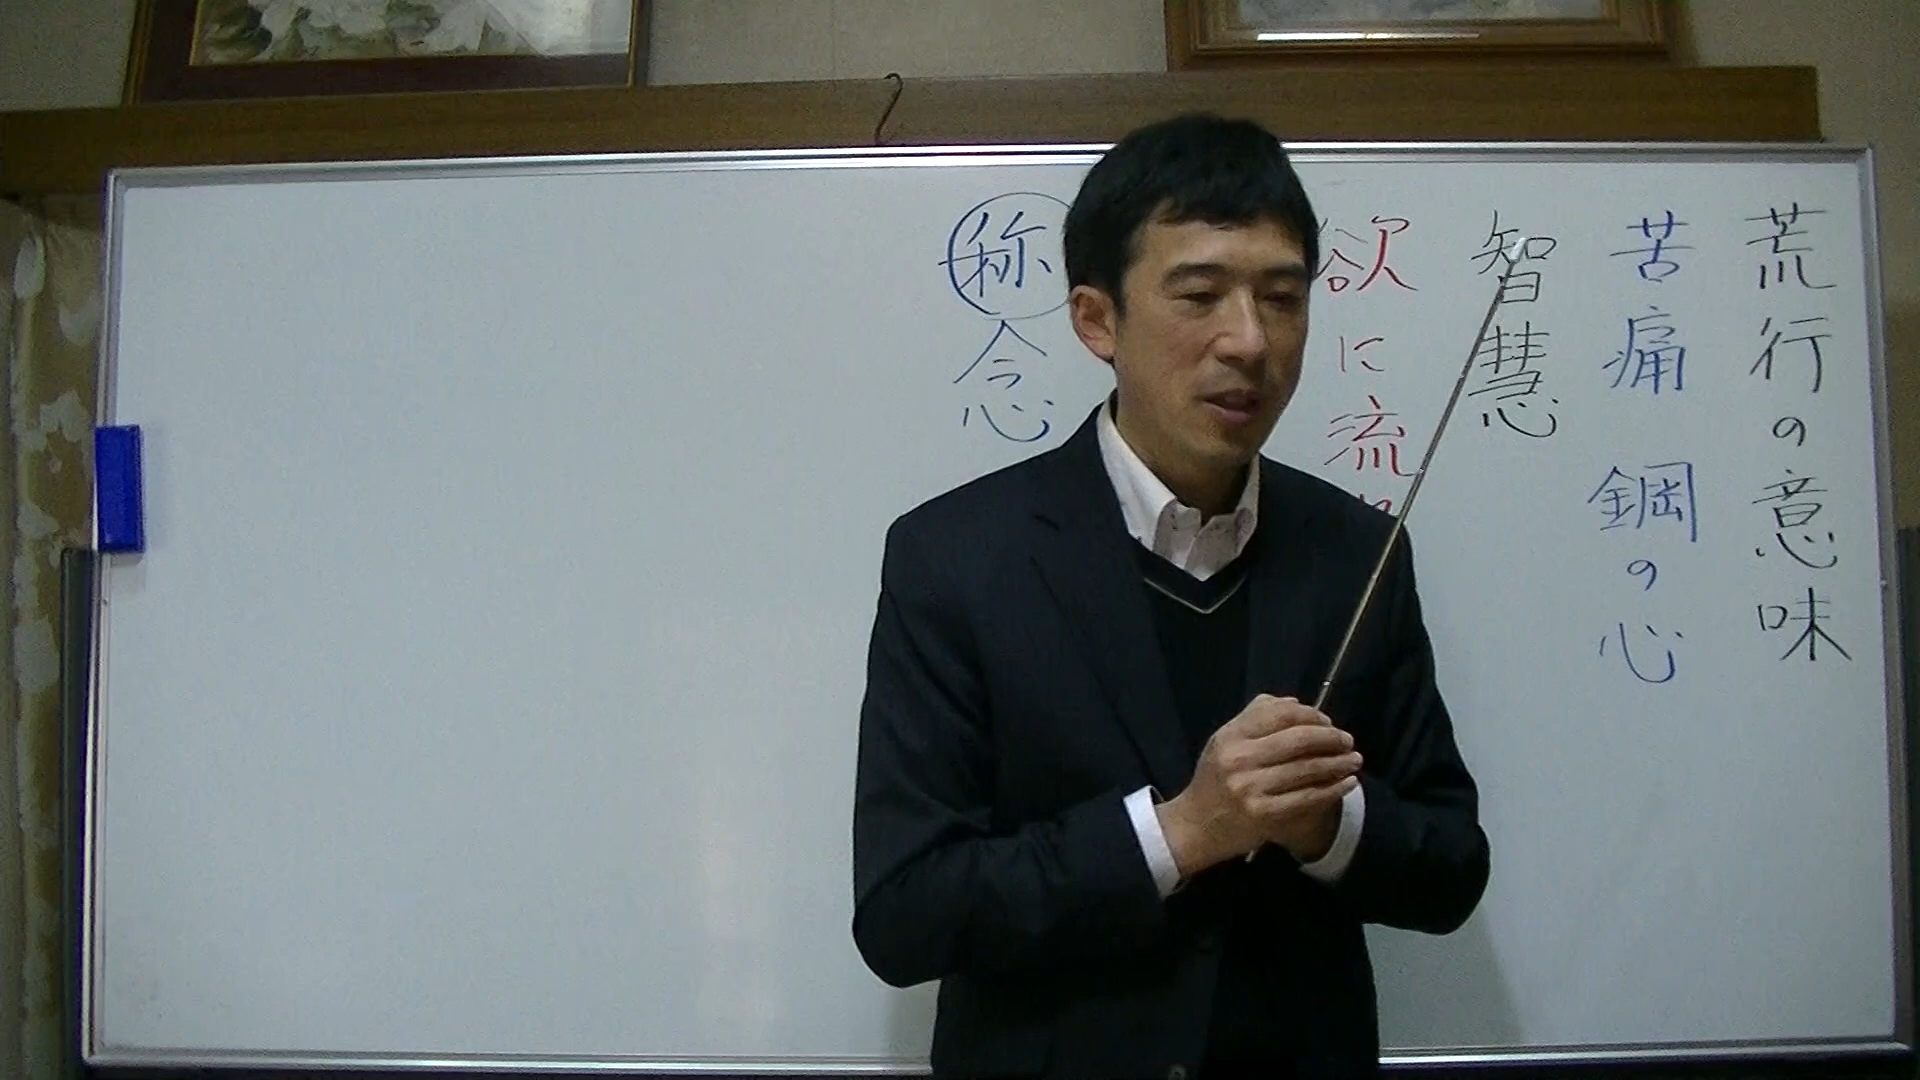 荒行の意味
苦痛 鋼の心
智慧
欲に流
称念